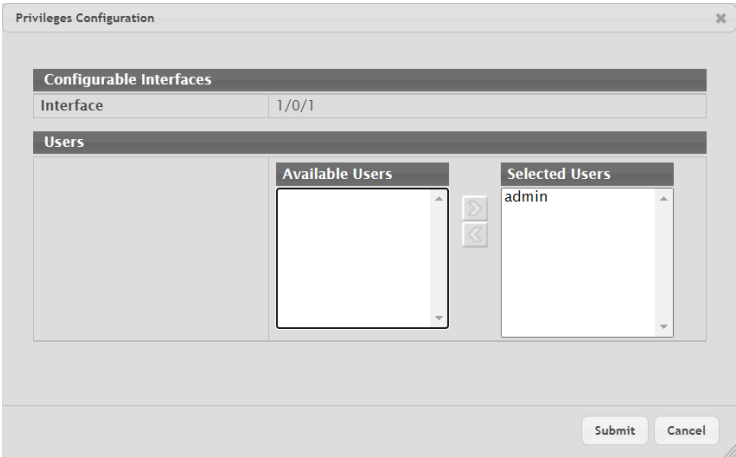 Privileges Configuration
Configurable Interfaces
Interface 1/0/1
Users
Available Users Selected Users
admin
Submit Cancel